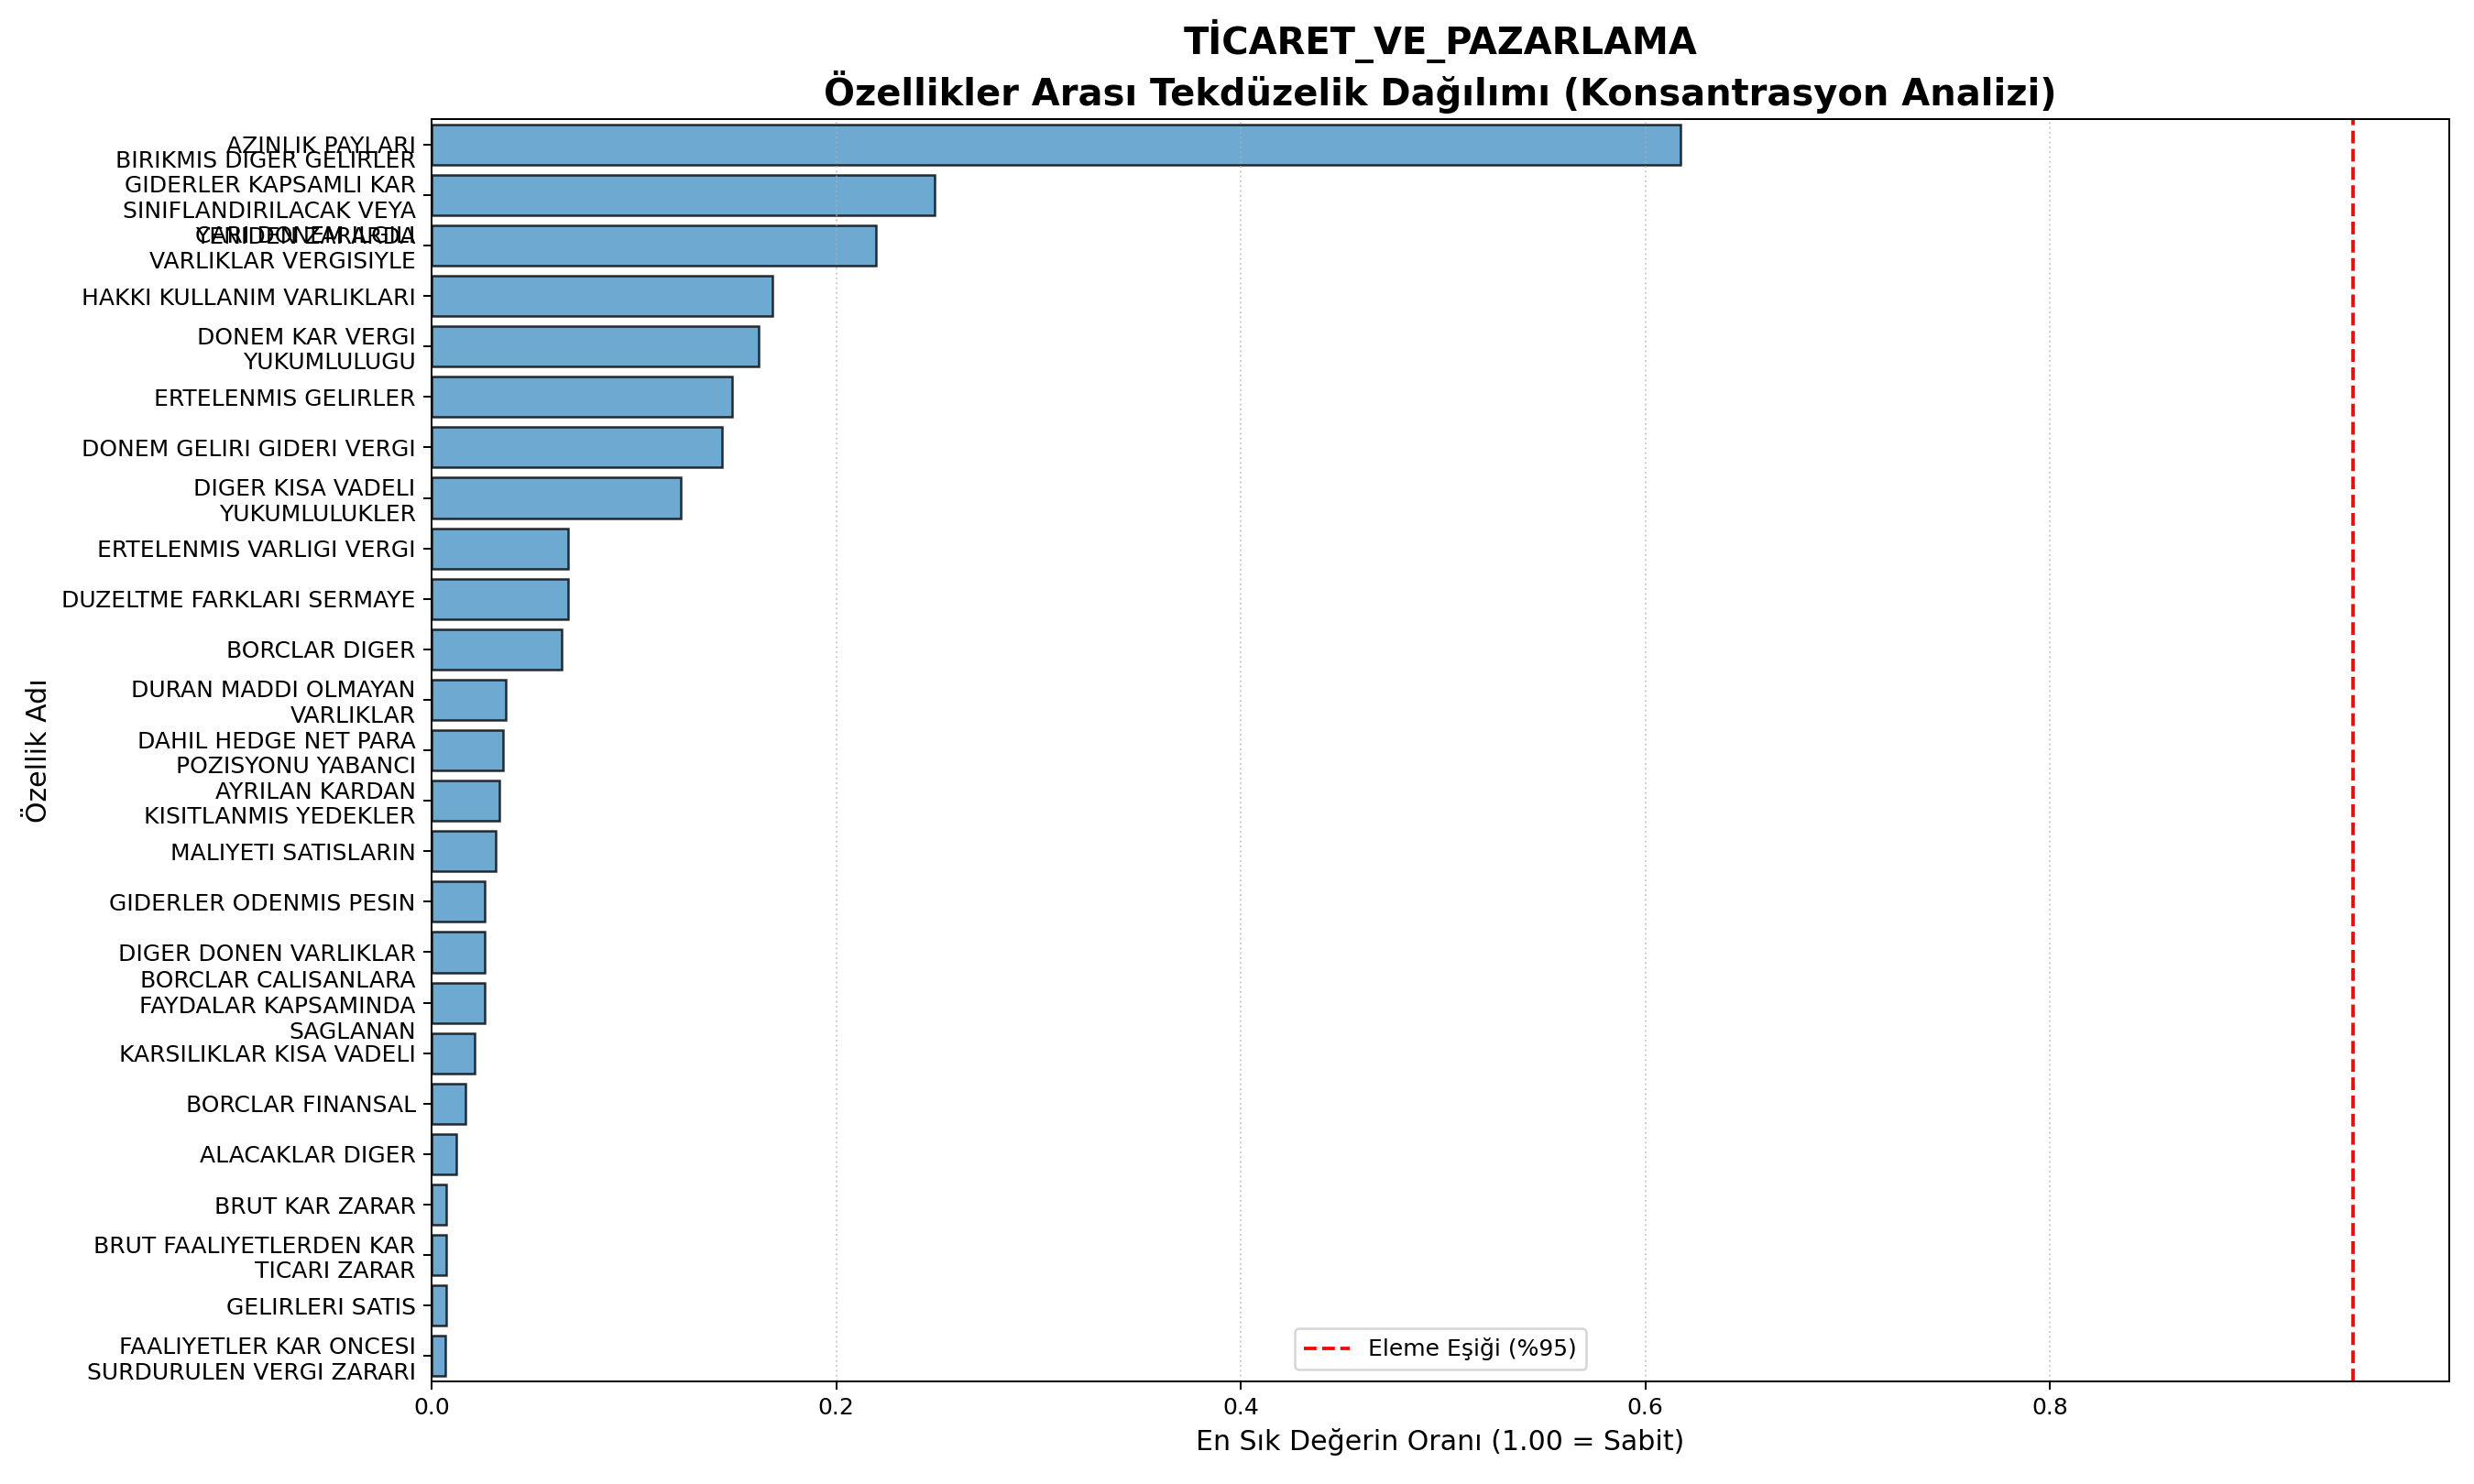 TİCARET_VE_PAZARLAMA
Özellikler Arası Tekdüzelik Dağılımı (Konsantrasyon Analizi)
Özellik Adı
AZINLIK PAYLARI
BIRIKMIS DIGER GELIRLER
GIDERLER KAPSAMLI KAR
SINIFLANDIRILACAK VEYA
YENIDEN ZARARDA
CARI DONEM ILGILI
VARLIKLAR VERGISIYLE
HAKKI KULLANIM VARLIKLARI
DONEM KAR VERGI
YUKUMLULUGU
ERTELENMIS GELIRLER
DONEM GELIRI GIDERI VERGI
DIGER KISA VADELI
YUKUMLULUKLER
ERTELENMIS VARLIGI VERGI
DUZELTME FARKLARI SERMAYE
BORCLAR DIGER
DURAN MADDI OLMAYAN
VARLIKLAR
DAHIL HEDGE NET PARA
POZISYONU YABANCI
AYRILAN KARDAN
KISITLANMIS YEDEKLER
MALIYETI SATISLARIN
GIDERLER ODENMIS PESIN
DIGER DONEN VARLIKLAR
BORCLAR CALISANLARA
FAYDALAR KAPSAMINDA
SAGLANAN
KARSILIKLAR KISA VADELI
BORCLAR FINANSAL
ALACAKLAR DIGER
BRUT KAR ZARAR
BRUT FAALIYETLERDEN KAR
TICARI ZARAR
GELIRLERI SATIS
FAALIYETLER KAR ONCESI
SURDURULEN VERGI ZARARI
Eleme Eşiği (%95)
0.0 0.2 0.4 0.6 0.8
En Sık Değerin Oranı (1.00 = Sabit)